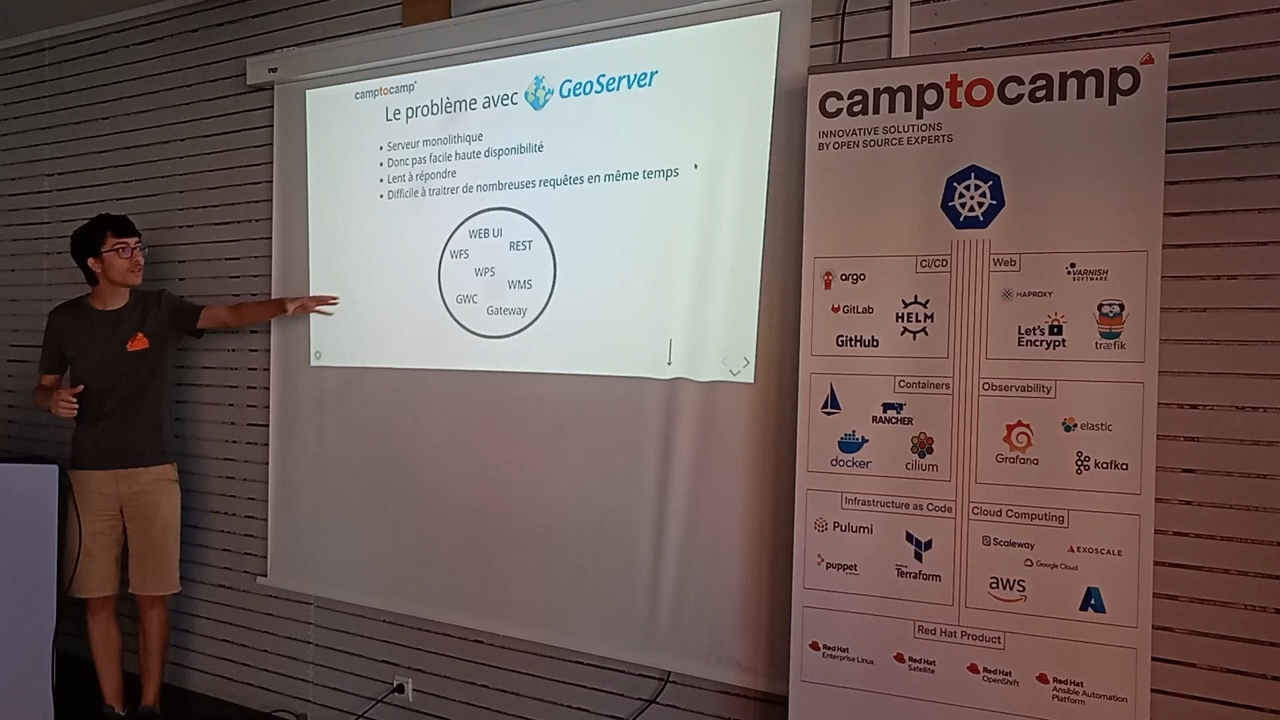 camptocamp
Le problème avec GeoServer
• Serveur monolithique
• Donc pas facile haute disponibilité
• Lent à répondre
• Difficile à traitrer de nombreuses requêtes en même temps
WEB UI
WFS
REST
WPS
WMS
GWC
Gateway
camptocamp
INNOVATIVE SOLUTIONS
BY OPEN SOURCE EXPERTS
CI/CD
argo
GitLab
HELM
GitHub
Web
VARNISH
SOFTWARE
HAPROXY
Let's
Encrypt
træfik
Containers
RANCHER
docker
cilium
Observability
elastic
Grafana
kafka
Infrastructure as Code
Pulumi
puppet
Terraform
Cloud Computing
Scaleway
EXOSCALE
Google Cloud
aws
Red Hat Product
Red Hat
Enterprise Linux
Red Hat
Satellite
Red Hat
OpenShift
Red Hat
Ansible Automation
Platform